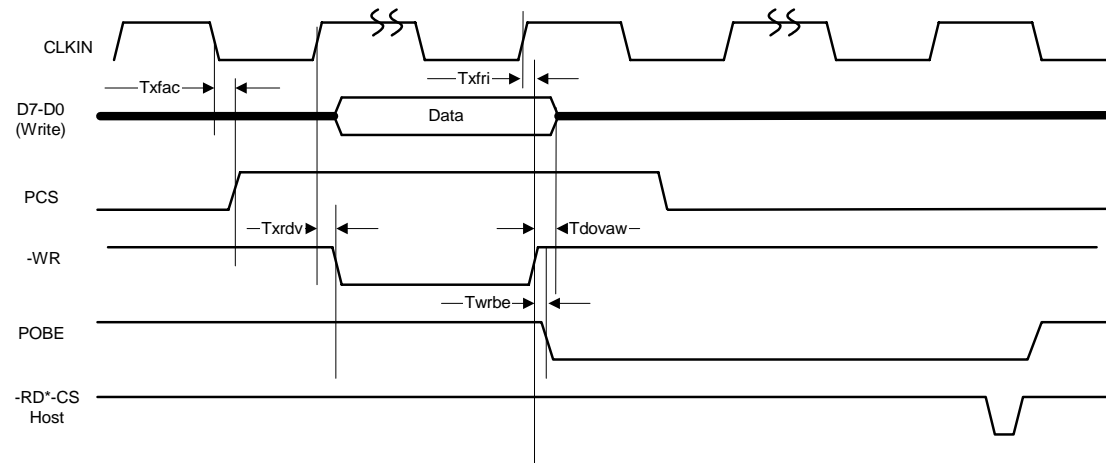 CLKIN
Txfac
Txfri
D7-D0
(Write)
Data
PCS
Txrdv
Tdovaw
-WR
Twrbe
POBE
-RD*-CS
Host